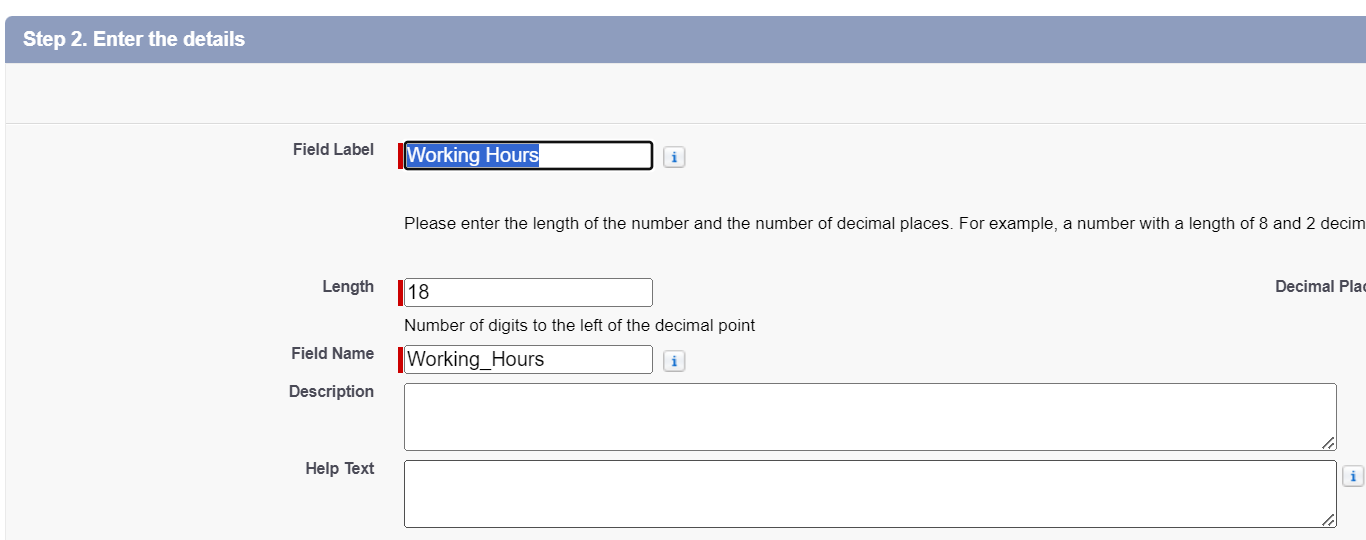 Step 2. Enter the details
Field Label Working Hours
Please enter the length of the number and the number of decimal places. For example, a number with a length of 8 and 2 decim
Length 18 Decimal Plac
Number of digits to the left of the decimal point
Field Name Working_Hours
Description
Help Text